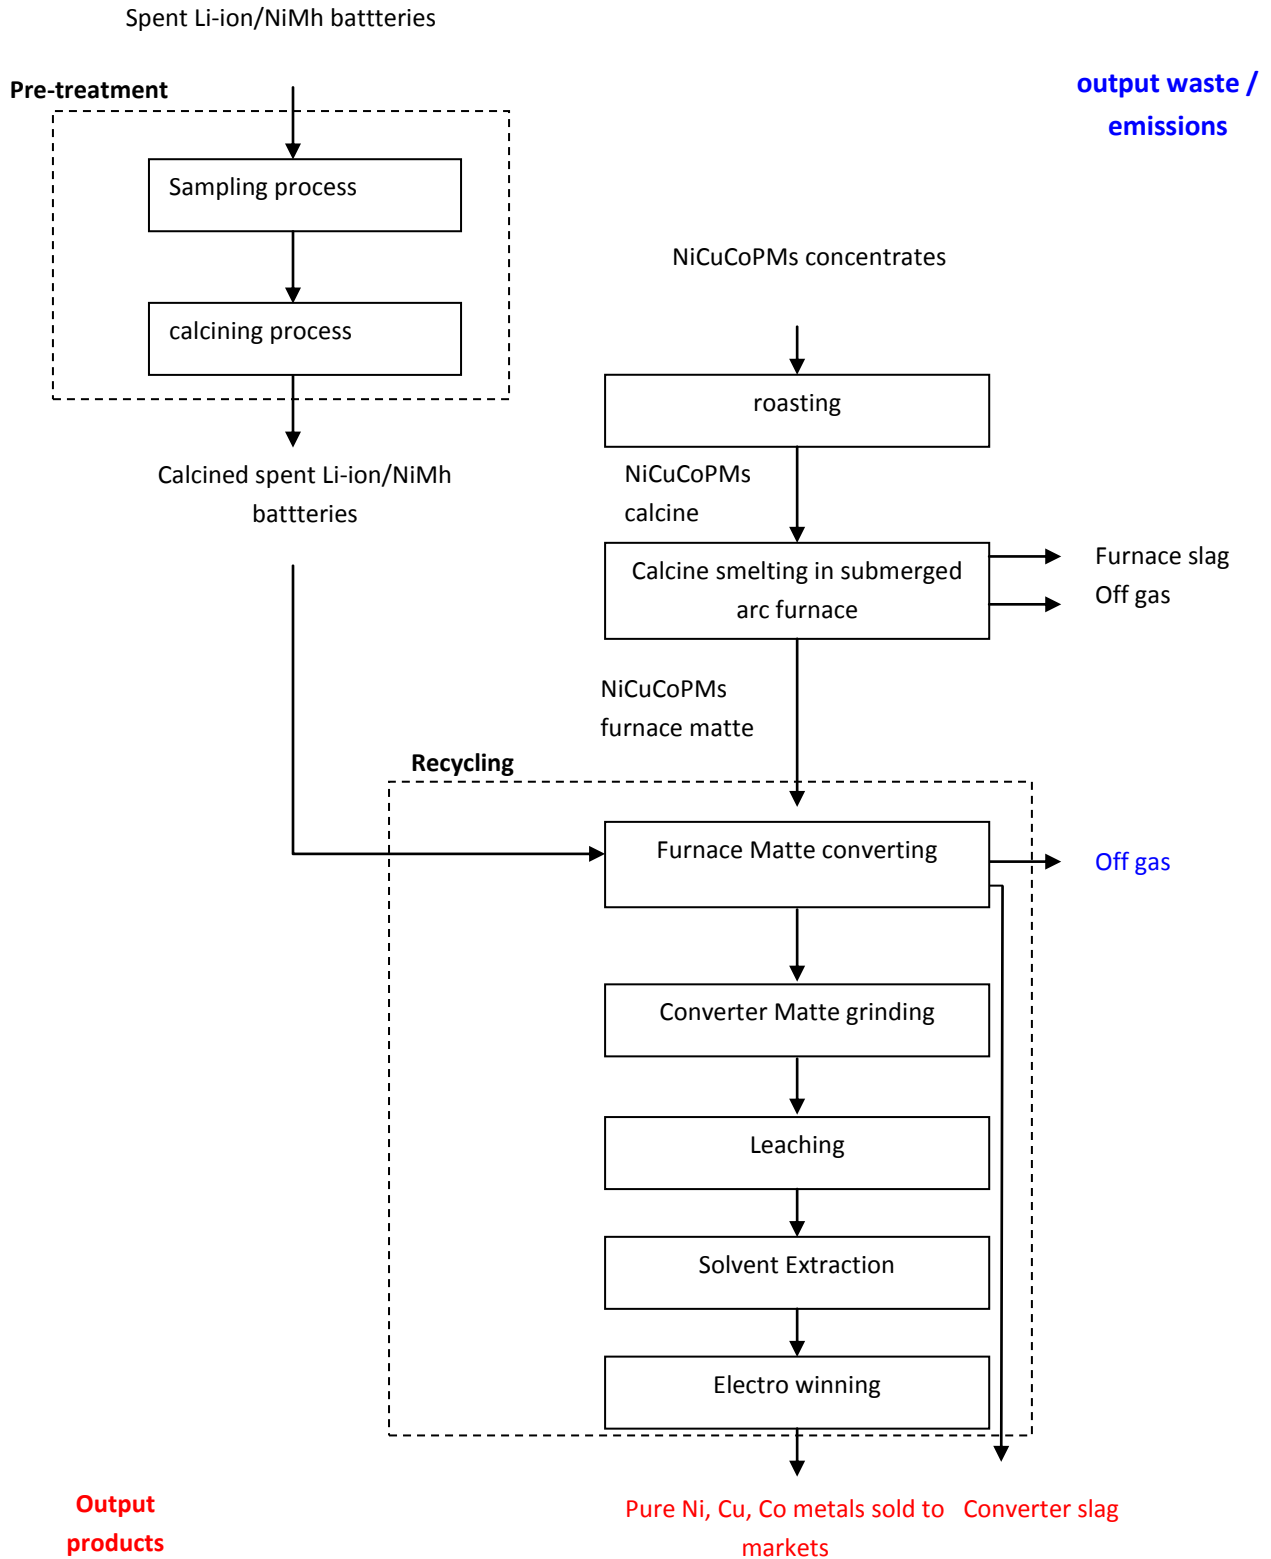 Spent Li-ion/NiMh battteries
Pre-treatment
output waste /
emissions
Sampling process
calcining process
NiCuCoPMs concentrates
roasting
Calcined spent Li-ion/NiMh
battteries
NiCuCoPMs
calcine
Calcine smelting in submerged
arc furnace
Furnace slag
Off gas
NiCuCoPMs
furnace matte
Recycling
Furnace Matte converting
Off gas
Converter Matte grinding
Leaching
Solvent Extraction
Electro winning
Output
products
Pure Ni, Cu, Co metals sold to
markets
Converter slag